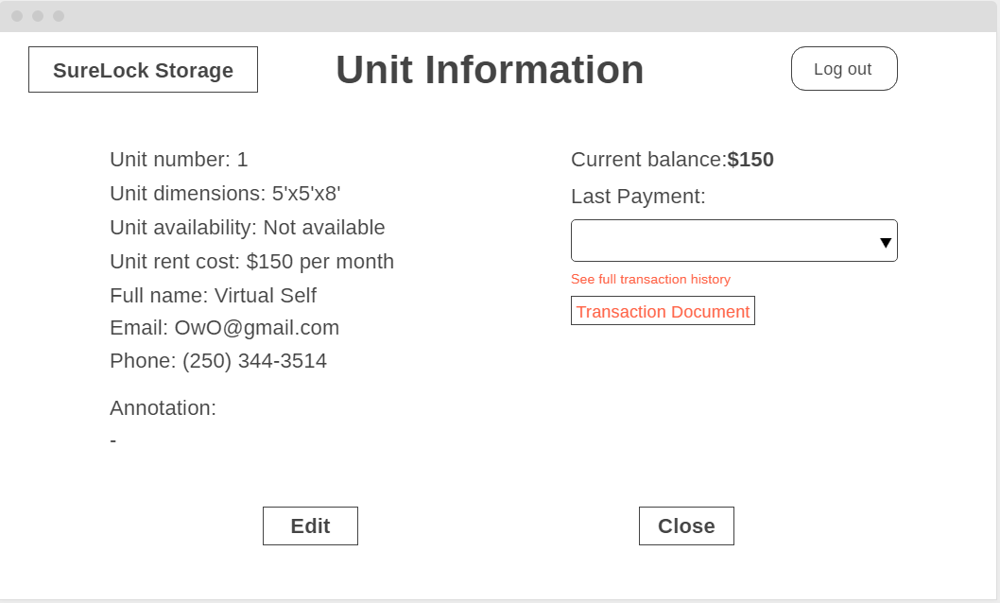 SureLock Storage
Unit Information
Log out
Unit number: 1
Unit dimensions: 5'x5'x8'
Unit availability: Not available
Unit rent cost: $150 per month
Full name: Virtual Self
Email: OwO@gmail.com
Phone: (250) 344-3514
Annotation:
-
Current balance:$150
Last Payment:
See full transaction history
Transaction Document
Edit
Close